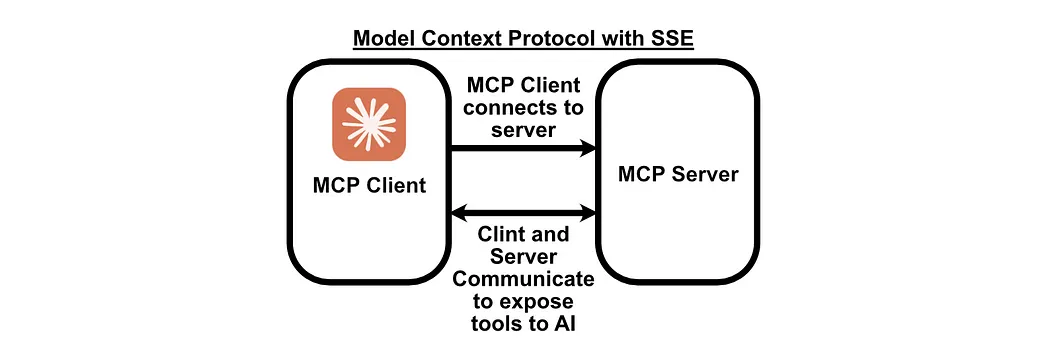 Model Context Protocol with SSE
MCP Client
connects to
server
MCP Client
MCP Server
Clint and
Server
Communicate
to expose
tools to AI